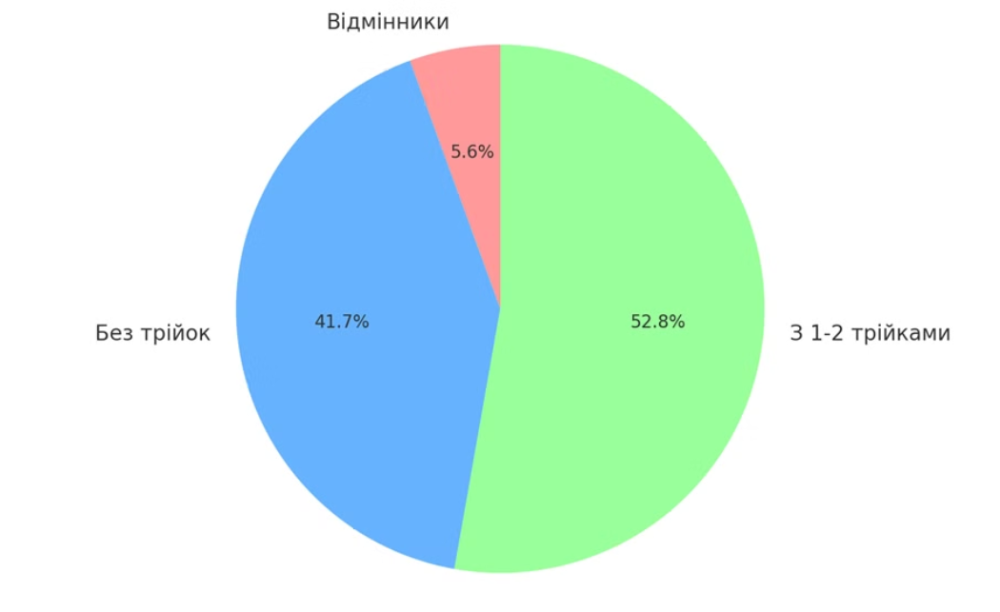 Відмінники
5.6%
Без трійок
41.7%
52.8%
З 1-2 трійками